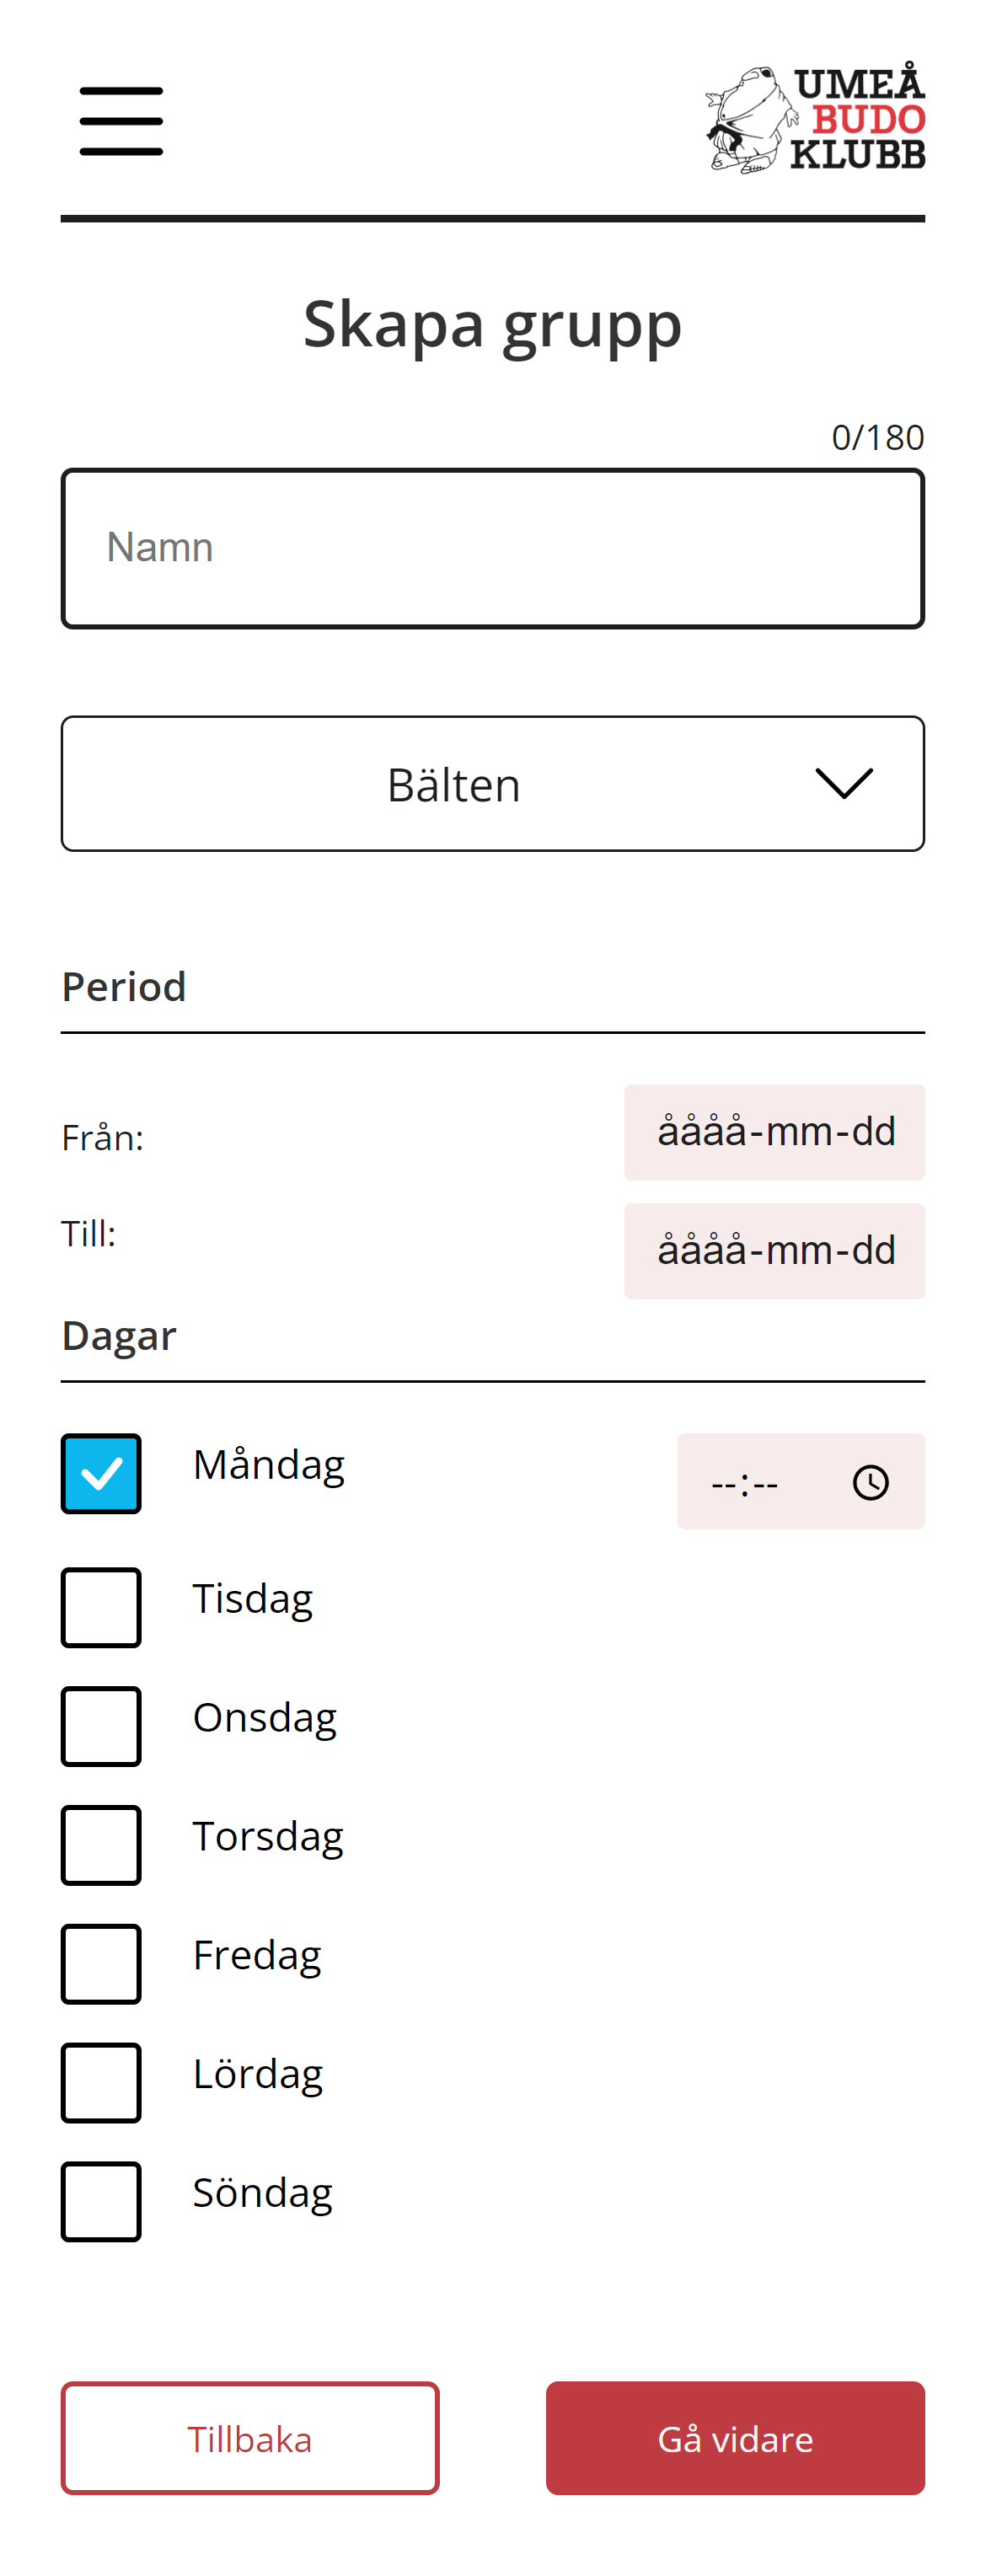 UMEÅ
BUDO
KLUBB
Skapa grupp
0/180
Namn
Bälten
Period
Från:
åååå-mm-dd
Till:
åååå-mm-dd
Dagar
Måndag
--:--
Tisdag
Onsdag
Torsdag
Fredag
Lördag
Söndag
Tillbaka
Gå vidare